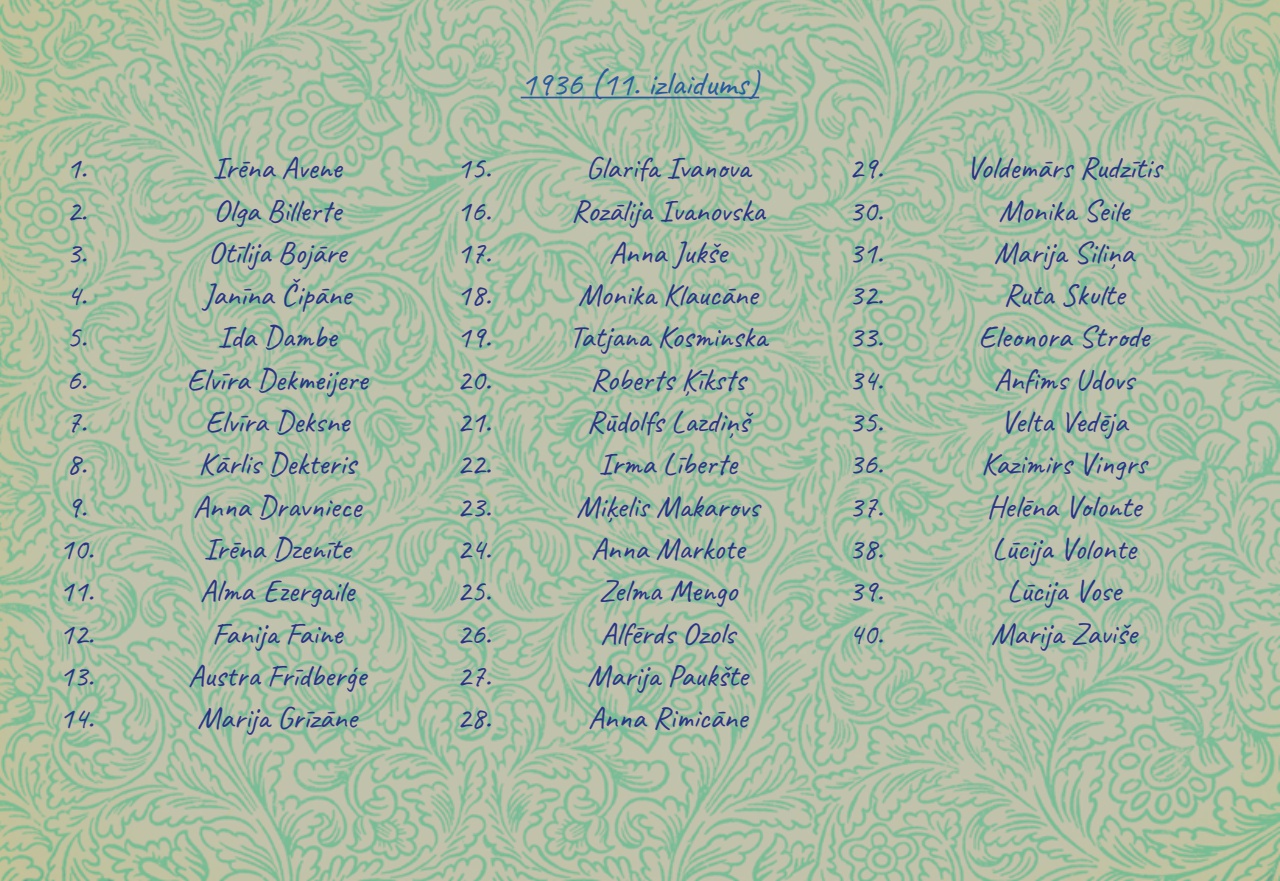 1936 (11. izlaidums)
1. Irēna Avene
2. Olga Billerte
3. Otīlija Bojāre
4. Janīna Čipāne
5. Ida Dambe
6. Elvīra Dekmeijere
7. Elvīra Deksne
8. Kārlis Dekteris
9. Anna Dravniece
10. Irēna Dzenīte
11. Alma Ezergaile
12. Fanija Faine
13. Austra Frīdberģe
14. Marija Grīzāne
15. Glarifa Ivanova
16. Rozālija Ivanovska
17. Anna Jukše
18. Monika Klaucāne
19. Tatjana Kosminska
20. Roberts Ķīksts
21. Rūdolfs Lazdiņš
22. Irma Līberte
23. Miķelis Makarovs
24. Anna Markote
25. Zelma Mengo
26. Alfērds Ozols
27. Marija Paukšte
28. Anna Rimicāne
29. Voldemārs Rudzītis
30. Monika Seile
31. Marija Siliņa
32. Ruta Skulte
33. Eleonora Strode
34. Anfims Udovs
35. Velta Vedēja
36. Kazimirs Vingrs
37. Helēna Volonte
38. Lūcija Volonte
39. Lūcija Vose
40. Marija Zaviše